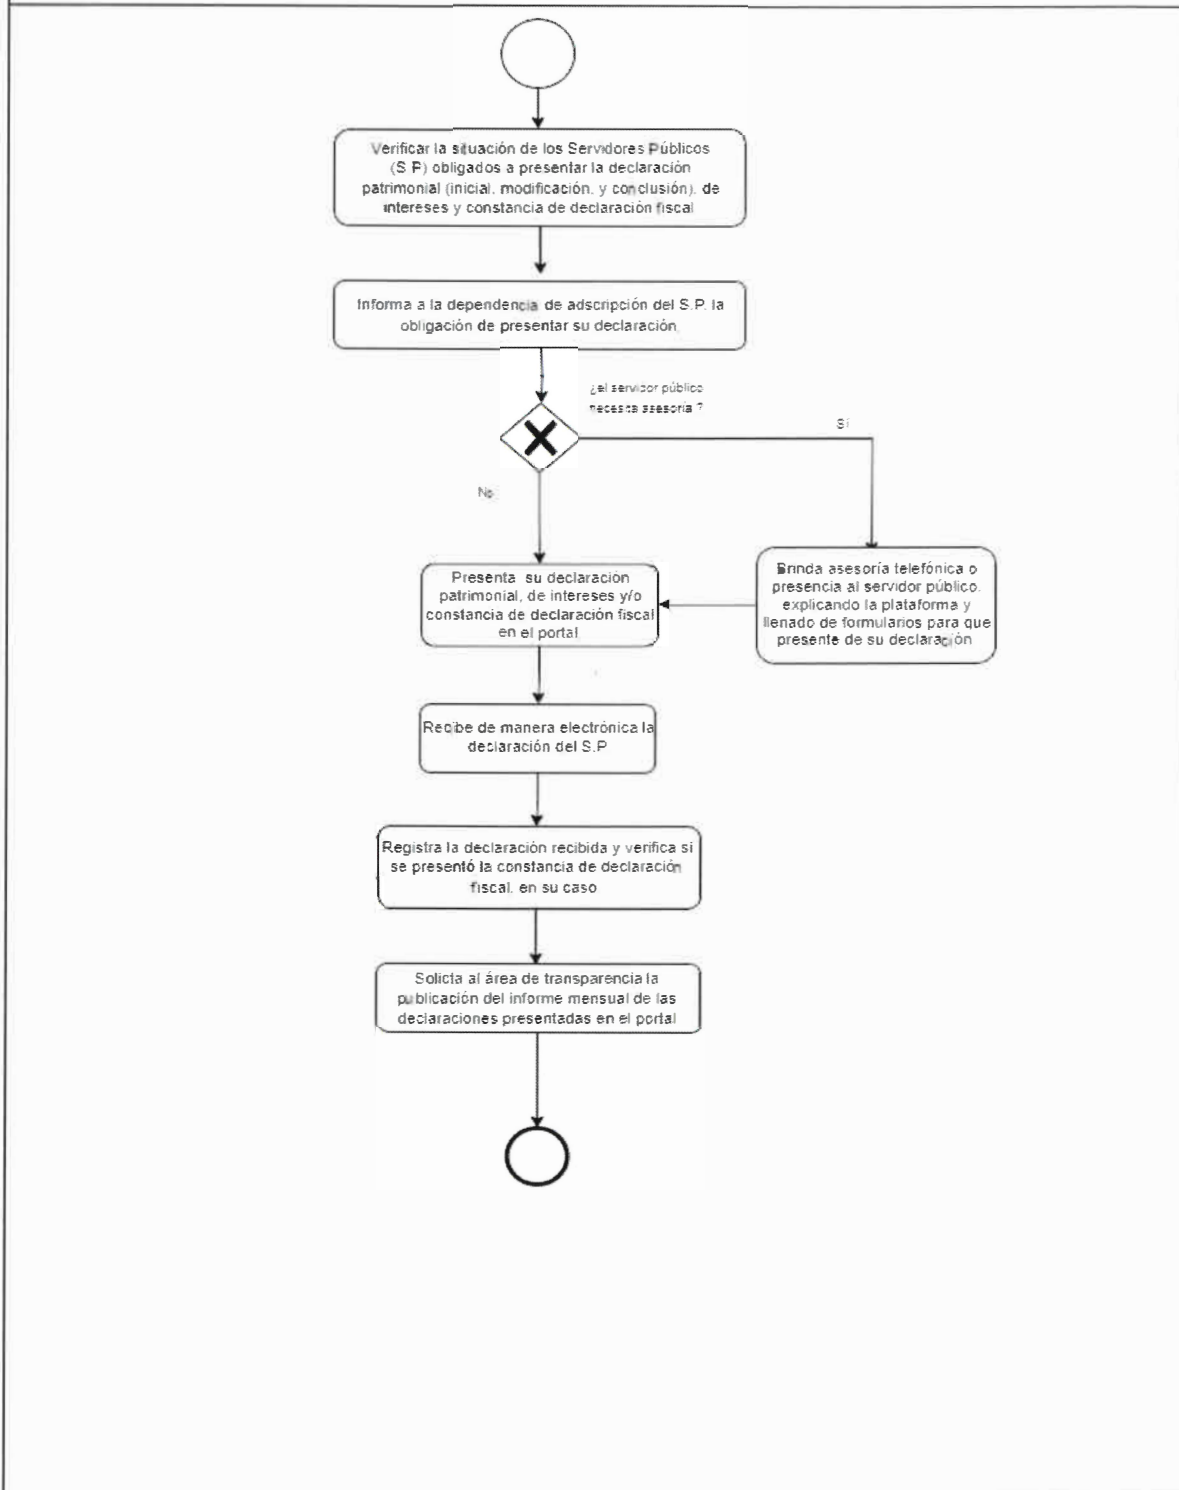 Verificar la situación de los Servidores Públicos
(S P) obligados a presentar la declaración
patrimonial (inicial, modificación, y conclusión), de
intereses y constancia de declaración fiscal
Informa a la dependencia de adscripción del S.P. la
obligación de presentar su declaración.
¿el servidor público
necesita asesoría ?
Sí
No
Presenta su declaración
patrimonial, de intereses y/o
constancia de declaración fiscal
en el portal
Brinda asesoría telefónica o
presencia al servidor público,
explicando la plataforma y
llenado de formularios para que
presente de su declaración
Recibe de manera electrónica la
declaración del S.P
Registra la declaración recibida y verifica si
se presentó la constancia de declaración
fiscal, en su caso
Solicta al área de transparencia la
publicación del informe mensual de las
declaraciones presentadas en el portal